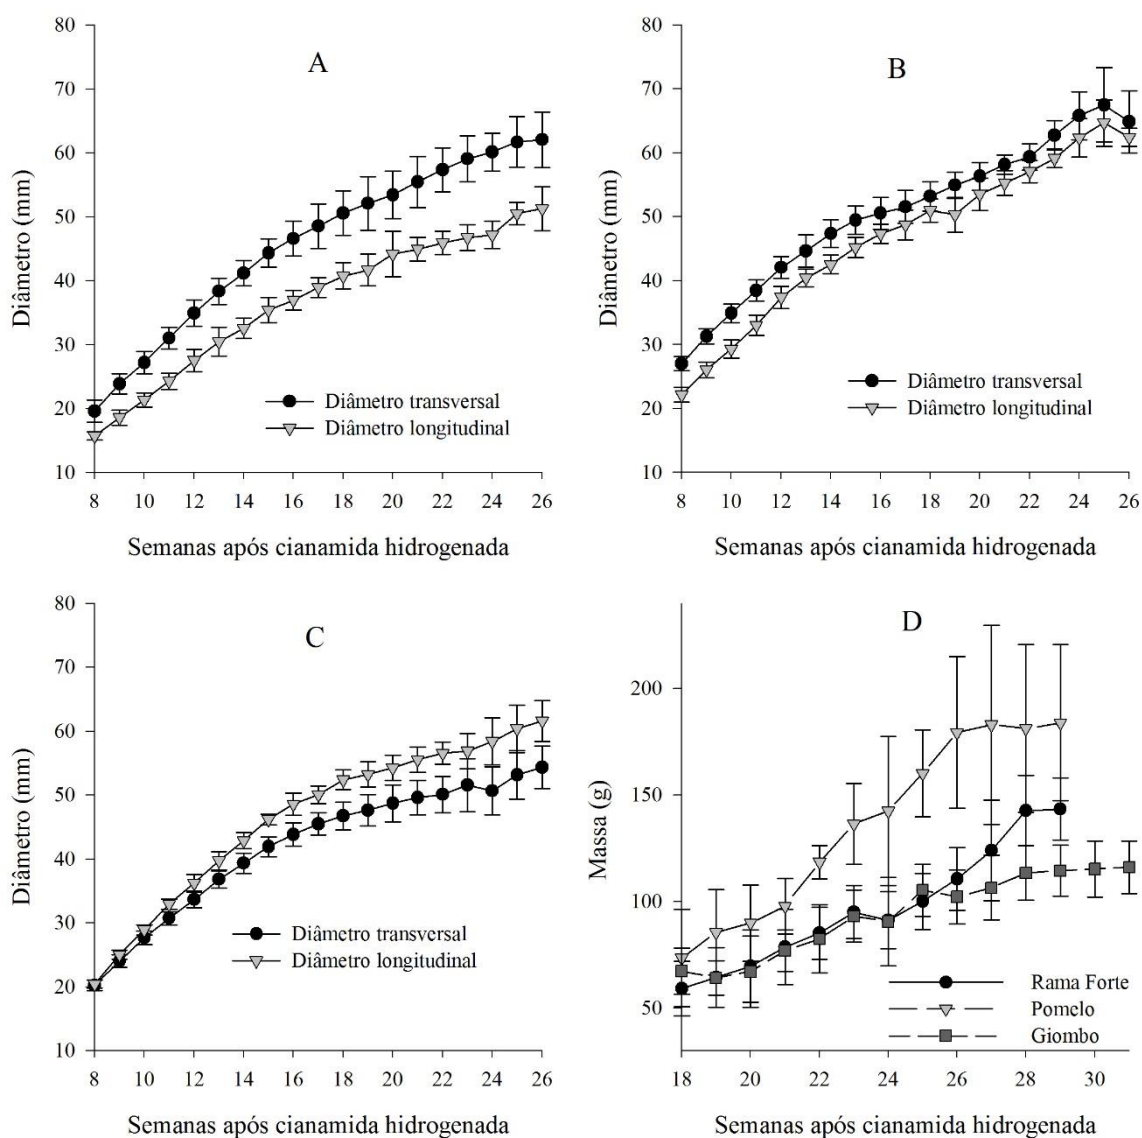 A
80
70
60
50
40
30
20
10
Diâmetro (mm)
Diâmetro transversal
Diâmetro longitudinal
8 10 12 14 16 18 20 22 24 26
Semanas após cianamida hidrogenada
B
80
70
60
50
40
30
20
10
Diâmetro (mm)
Diâmetro transversal
Diâmetro longitudinal
8 10 12 14 16 18 20 22 24 26
Semanas após cianamida hidrogenada
C
80
70
60
50
40
30
20
10
Diâmetro (mm)
Diâmetro transversal
Diâmetro longitudinal
8 10 12 14 16 18 20 22 24 26
Semanas após cianamida hidrogenada
D
200
150
100
50
Massa (g)
Rama Forte
Pomelo
Giombo
18 20 22 24 26 28 30
Semanas após cianamida hidrogenada